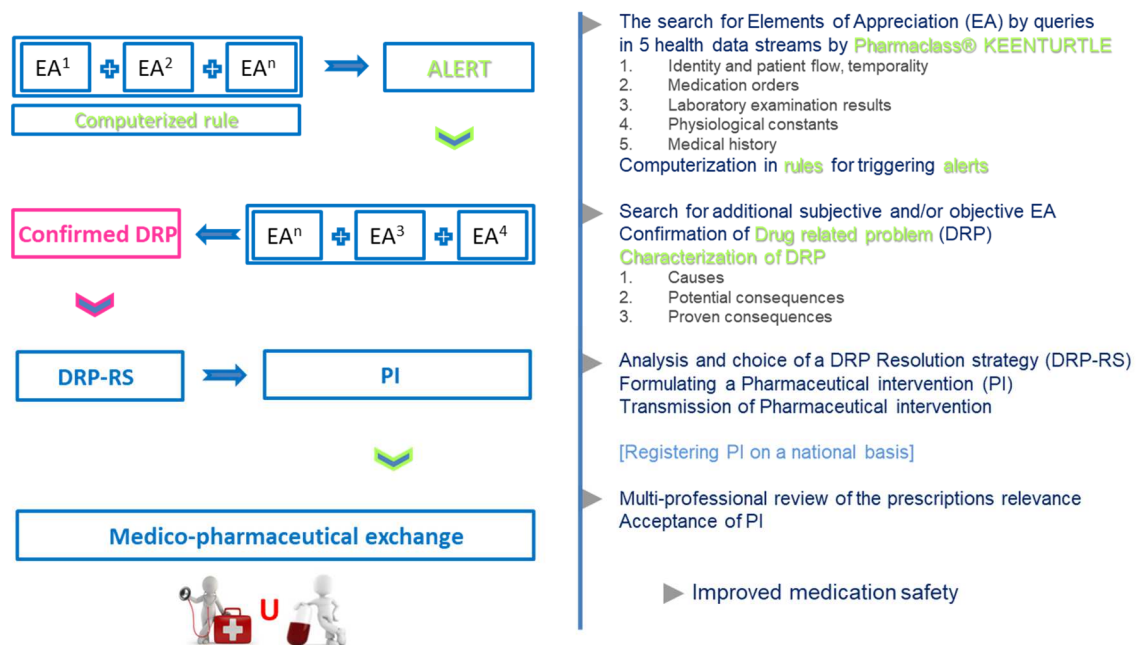 EA¹ + EA² + EAⁿ
ALERT
Computerized rule
Confirmed DRP
EAⁿ + EA³ + EA⁴
DRP-RS
PI
Medico-pharmaceutical exchange
U
The search for Elements of Appreciation (EA) by queries
in 5 health data streams by Pharmaclass® KEENTURTLE
1. Identity and patient flow, temporality
2. Medication orders
3. Laboratory examination results
4. Physiological constants
5. Medical history
Computerization in rules for triggering alerts
Search for additional subjective and/or objective EA
Confirmation of Drug related problem (DRP)
Characterization of DRP
1. Causes
2. Potential consequences
3. Proven consequences
Analysis and choice of a DRP Resolution strategy (DRP-RS)
Formulating a Pharmaceutical intervention (PI)
Transmission of Pharmaceutical intervention
[Registering PI on a national basis]
Multi-professional review of the prescriptions relevance
Acceptance of PI
Improved medication safety